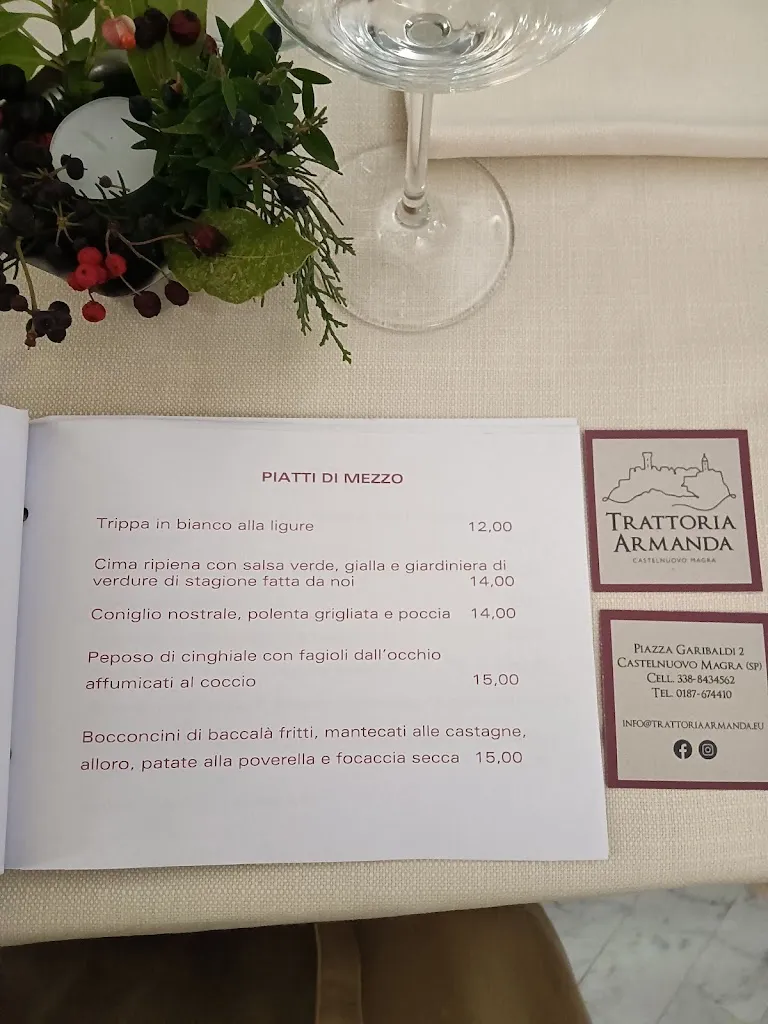 PIATTI DI MEZZO
Trippa in bianco alla ligure 12,00
Cima ripiena con salsa verde, gialla e giardiniera di
verdure di stagione fatta da noi 14,00
Coniglio nostrale, polenta grigliata e poccia 14,00
Peposo di cinghiale con fagioli dall'occhio
affumicati al coccio 15,00
Bocconcini di baccalà fritti, mantecati alle castagne,
alloro, patate alla poverella e focaccia secca 15,00
TRATTORIA
ARMANDA
CASTELNUOVO MAGRA
PIAZZA GARIBALDI 2
CASTELNUOVO MAGRA (SP)
CELL. 338-8434562
TEL. 0187-674410
INFO@TRATTORIAARMANDA.EU